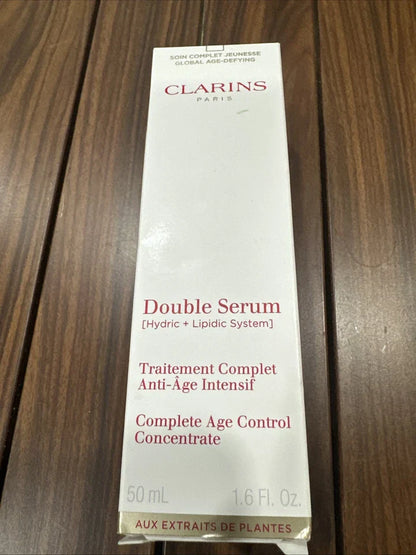 SOIN COMPLET JEUNESSE
GLOBAL AGE-DEFYING
CLARINS
PARIS
Double Serum
[Hydric + Lipidic System]
Traitement Complet
Anti-Âge Intensif
Complete Age Control
Concentrate
50 mL 1.6 Fl. Oz.
AUX EXTRAITS DE PLANTES